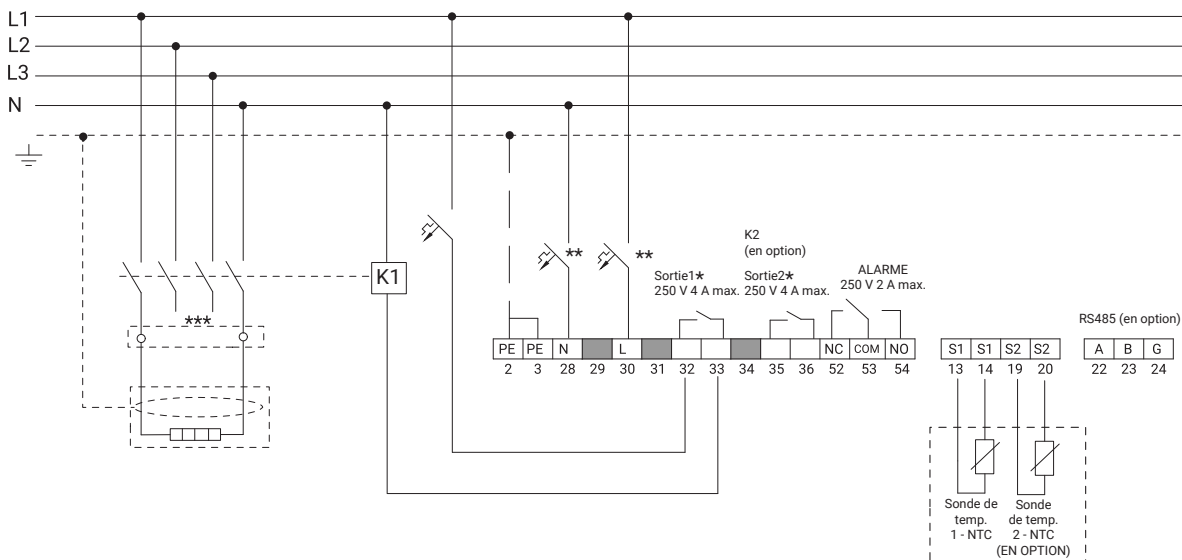 L1
L2
L3
N
K2
(en option)
** **
Sortie1* Sortie2* ALARME
250 V 4 A max. 250 V 4 A max. 250 V 2 A max.
K1
***
RS485 (en option)
PE PE N L NC COM NO S1 S1 S2 S2 A B G
2 3 28 29 30 31 32 33 34 35 36 52 53 54 13 14 19 20 22 23 24
Sonde de
temp.
1 - NTC
Sonde
de temp.
2 - NTC
(EN OPTION)